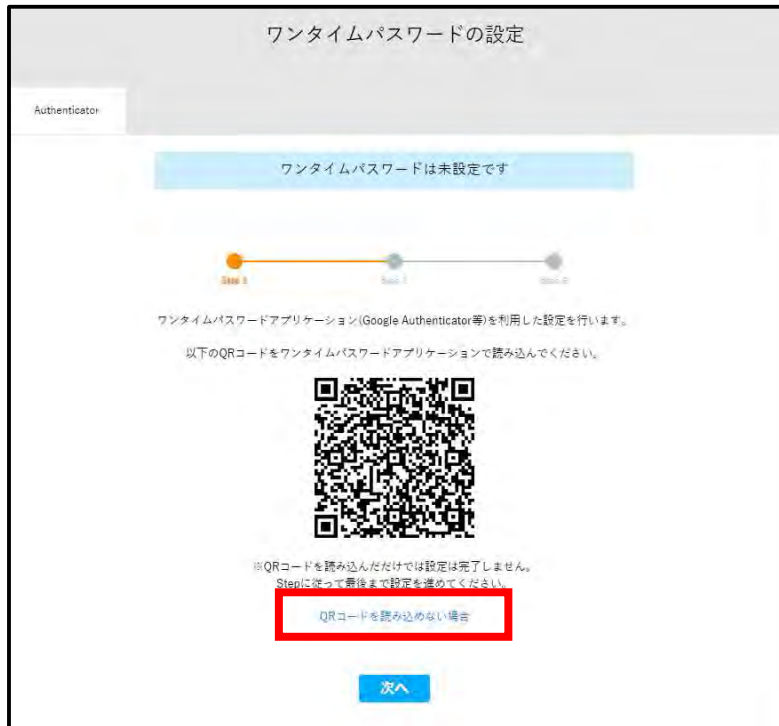 ワンタイムパスワードの設定
Authenticator
ワンタイムパスワードは未設定です
Step 1
ワンタイムパスワードアプリケーション(Google Authenticator等)を利用した設定を行います。
以下のQRコードをワンタイムパスワードアプリケーションで読み込んでください。
※QRコードを読み込んだだけでは設定は完了しません。
Stepに従って最後まで設定を進めてください。
QRコードを読み込めない場合
次へ